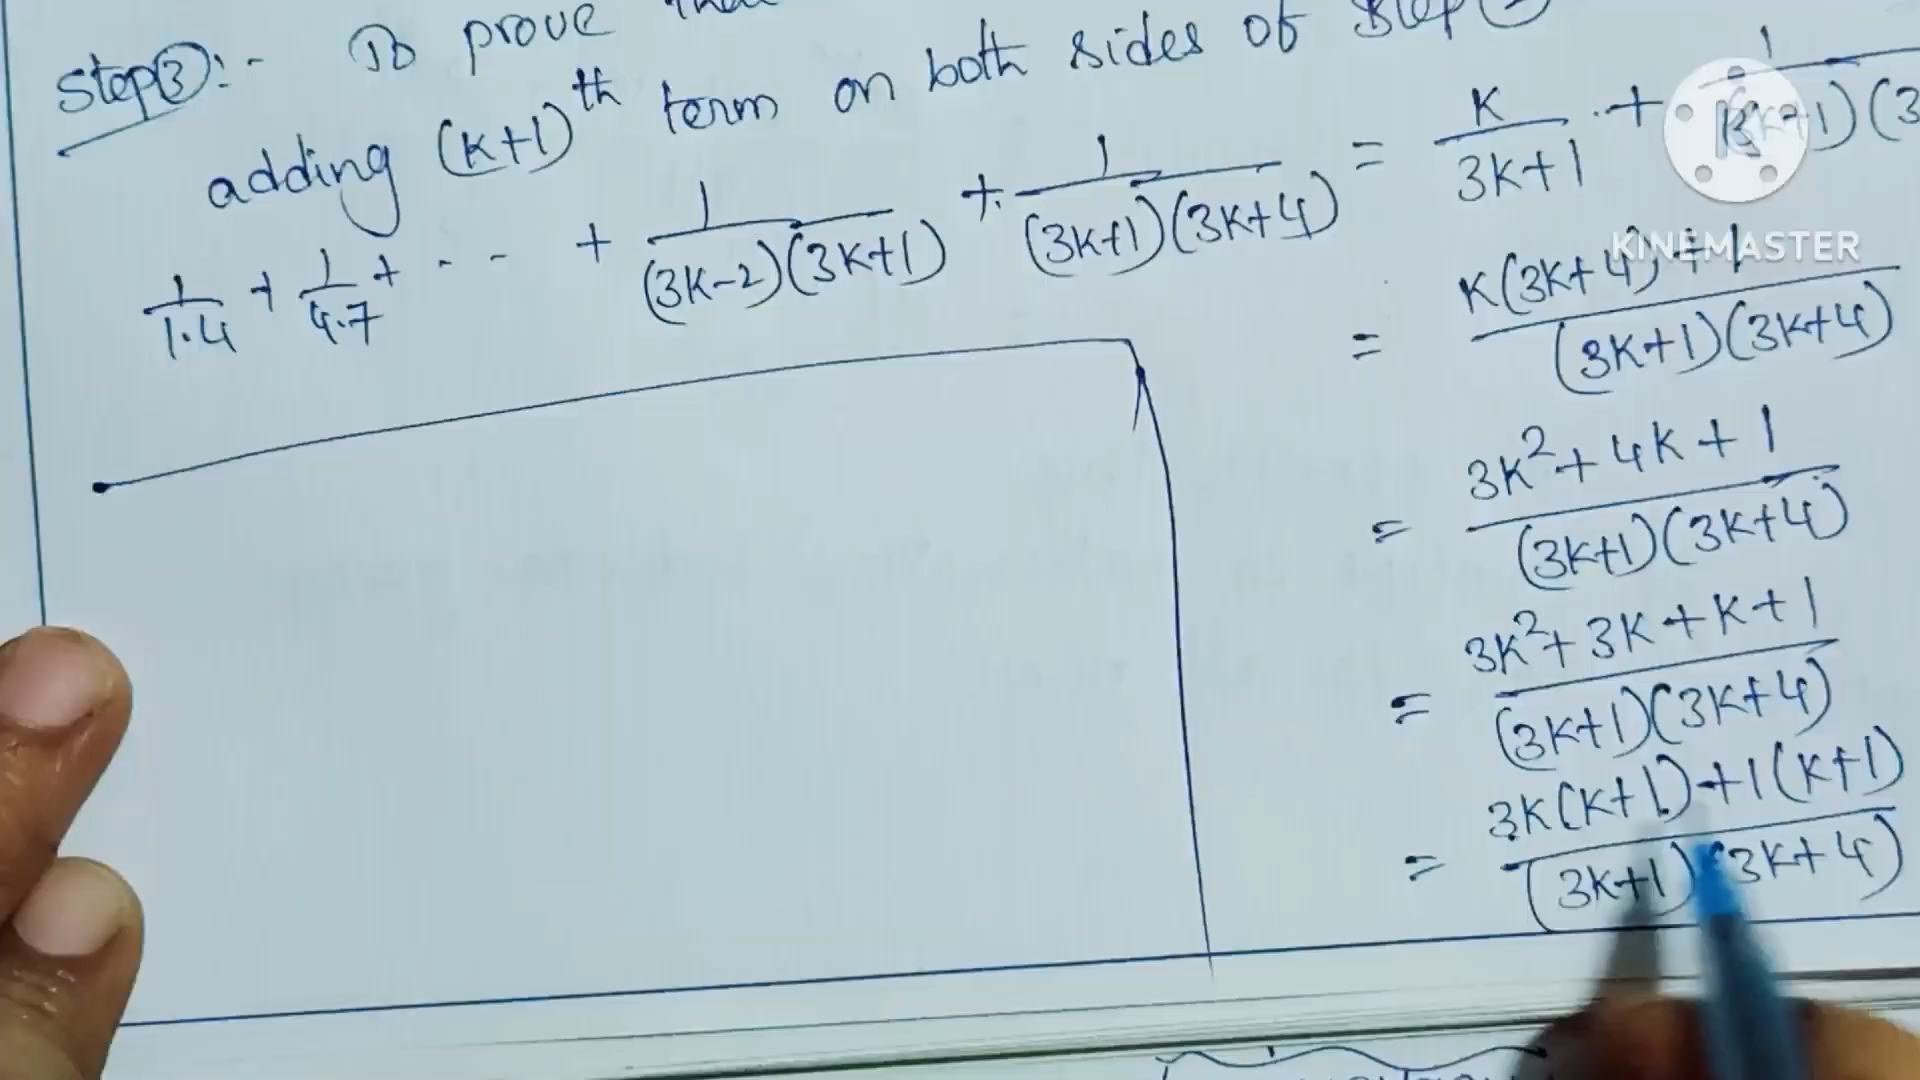 Step③:- To prove that
adding (k+1)th term on both sides of Step
1/1.4 + 1/4.7 + - - - + 1/(3k-2)(3k+1) + 1/(3k+1)(3k+4) = k/3k+1 + 1/(3k+1)(3
KINEMASTER
= k(3k+4)+1/(3k+1)(3k+4)
= 3k²+4k+1/(3k+1)(3k+4)
= 3k²+3k+k+1/(3k+1)(3k+4)
= 3k(k+1)+1(k+1)/(3k+1)(3k+4)